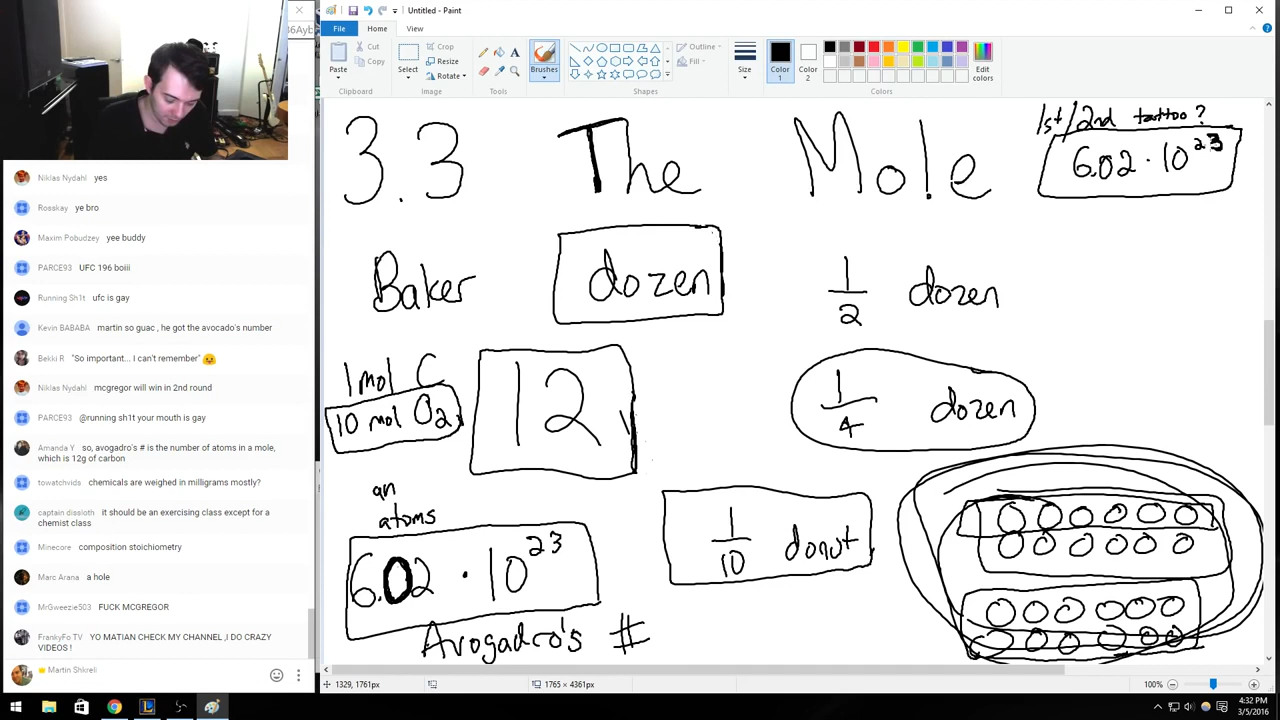 36Ayb
Untitled - Paint
File
Home
View
Paste
Cut
Copy
Clipboard
Select
Crop
Resize
Rotate
Image
A
Tools
Brushes
Outline
Fill
Shapes
Size
Color 1
Color 2
Edit colors
Colors
Niklas Nydahl yes
Rosskay ye bro
Maxim Pobudzey yee buddy
PARCE93 UFC 196 boiii
Running Sh1t ufc is gay
Kevin BABABA martin so guac , he got the avocado's number
Bekki R "So important... I can't remember"
Niklas Nydahl mcgregor will win in 2nd round
PARCE93 @running sh1t your mouth is gay
Amanda Y so, avogadro's # is the number of atoms in a mole,
which is 12g of carbon
towatchvids chemicals are weighed in milligrams mostly?
captain dissloth it should be an exercising class except for a
chemist class
Minecore composition stoichiometry
Marc Arana a hole
MrGweezie503 FUCK MCGREGOR
FrankyFo TV YO MATIAN CHECK MY CHANNEL ,I DO CRAZY
VIDEOS !
Martin Shkreli
3.3 The Mole
1st/2nd tattoo?
6.02 · 10^23
Baker dozen 1/2 dozen
1 mol C
10 mol O2
12
1/4 dozen
an
atoms
6.02 · 10^23
1/10 donut
Avogadro's #
1329, 1761px
1765 × 4361px
100%
4:32 PM
3/5/2016